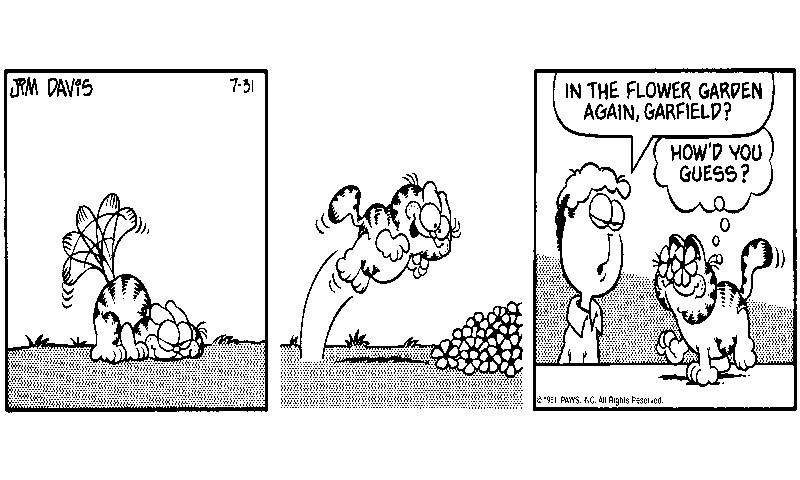 JIM DAVIS
7-31
IN THE FLOWER GARDEN
AGAIN, GARFIELD?
HOW'D YOU
GUESS?
© 1981 PAWS, INC. All Rights Reserved.